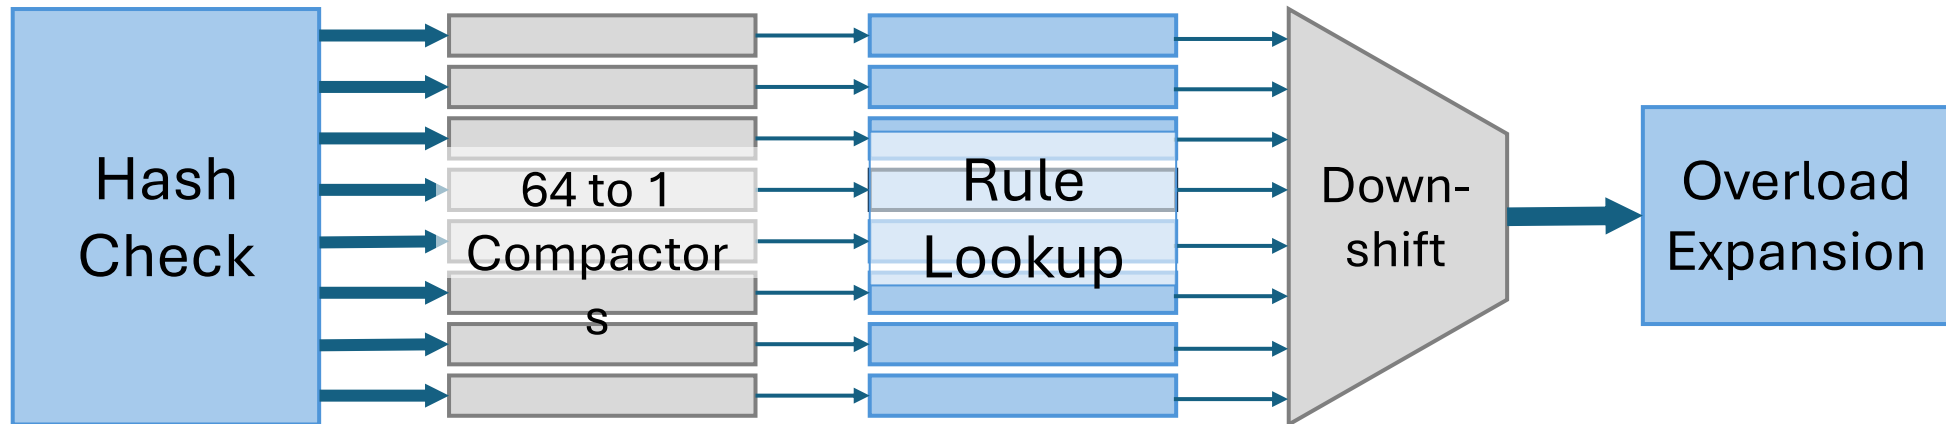 Hash
Check
64 to 1
Compactor
s
Rule
Lookup
Down-
shift
Overload
Expansion